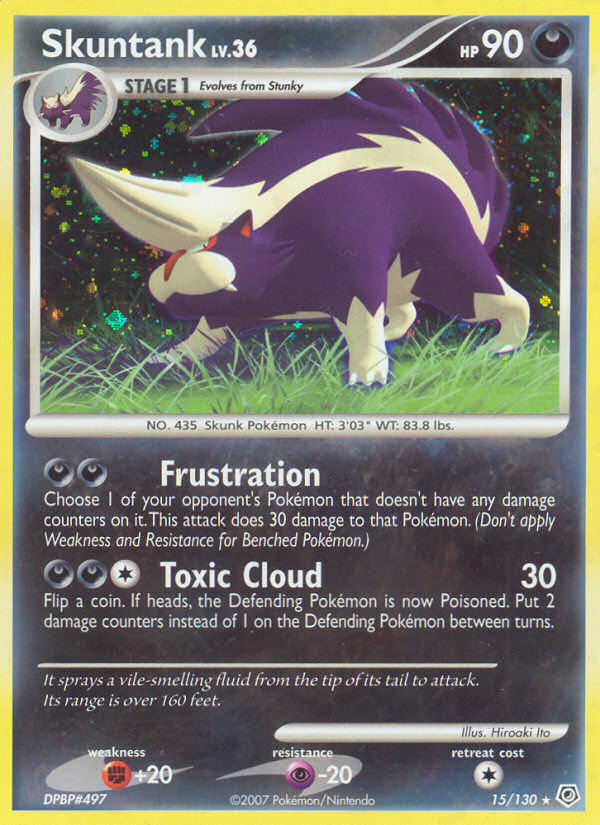 Skuntank LV.36 HP 90
STAGE 1 Evolves from Stunky
NO. 435 Skunk Pokémon HT: 3'03" WT: 83.8 lbs.
Frustration
Choose 1 of your opponent's Pokémon that doesn't have any damage
counters on it. This attack does 30 damage to that Pokémon. (Don't apply
Weakness and Resistance for Benched Pokémon.)
Toxic Cloud 30
Flip a coin. If heads, the Defending Pokémon is now Poisoned. Put 2
damage counters instead of 1 on the Defending Pokémon between turns.
It sprays a vile-smelling fluid from the tip of its tail to attack.
Its range is over 160 feet.
Illus. Hiroaki Ito
weakness resistance retreat cost
+20 -20
DPBP#497 ©2007 Pokémon/Nintendo 15/130 ★